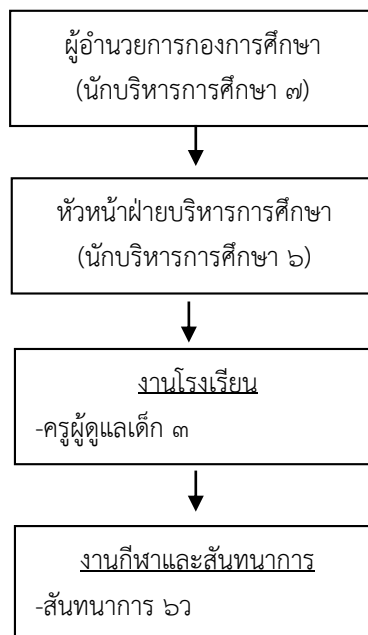 ผู้อำนวยการกองการศึกษา
(นักบริหารการศึกษา ๗)
หัวหน้าฝ่ายบริหารการศึกษา
(นักบริหารการศึกษา ๖)
งานโรงเรียน
-ครูผู้ดูแลเด็ก ๓
งานกีฬาและสันทนาการ
-สันทนาการ ๖ว